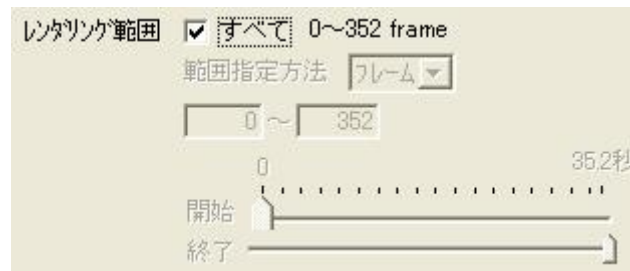 レンダリング範囲 すべて 0～352 frame
範囲指定方法 フレーム
0 ～ 352
0 35.2秒
開始
終了